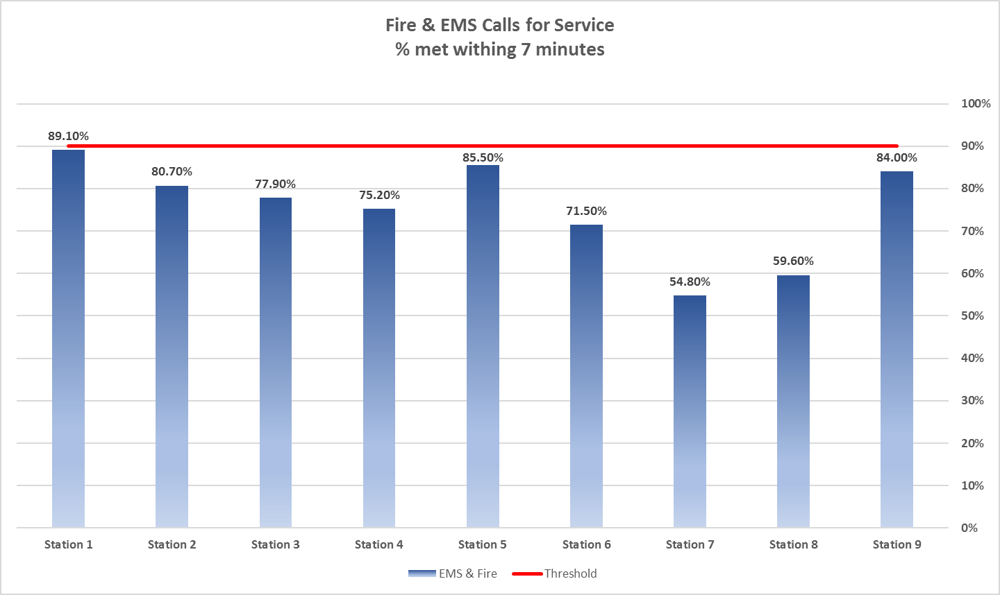 Fire & EMS Calls for Service
% met withing 7 minutes
100%
90%
80%
70%
60%
50%
40%
30%
20%
10%
0%
89.10%
80.70%
77.90%
75.20%
85.50%
71.50%
54.80%
59.60%
84.00%
Station 1
Station 2
Station 3
Station 4
Station 5
Station 6
Station 7
Station 8
Station 9
EMS & Fire
Threshold